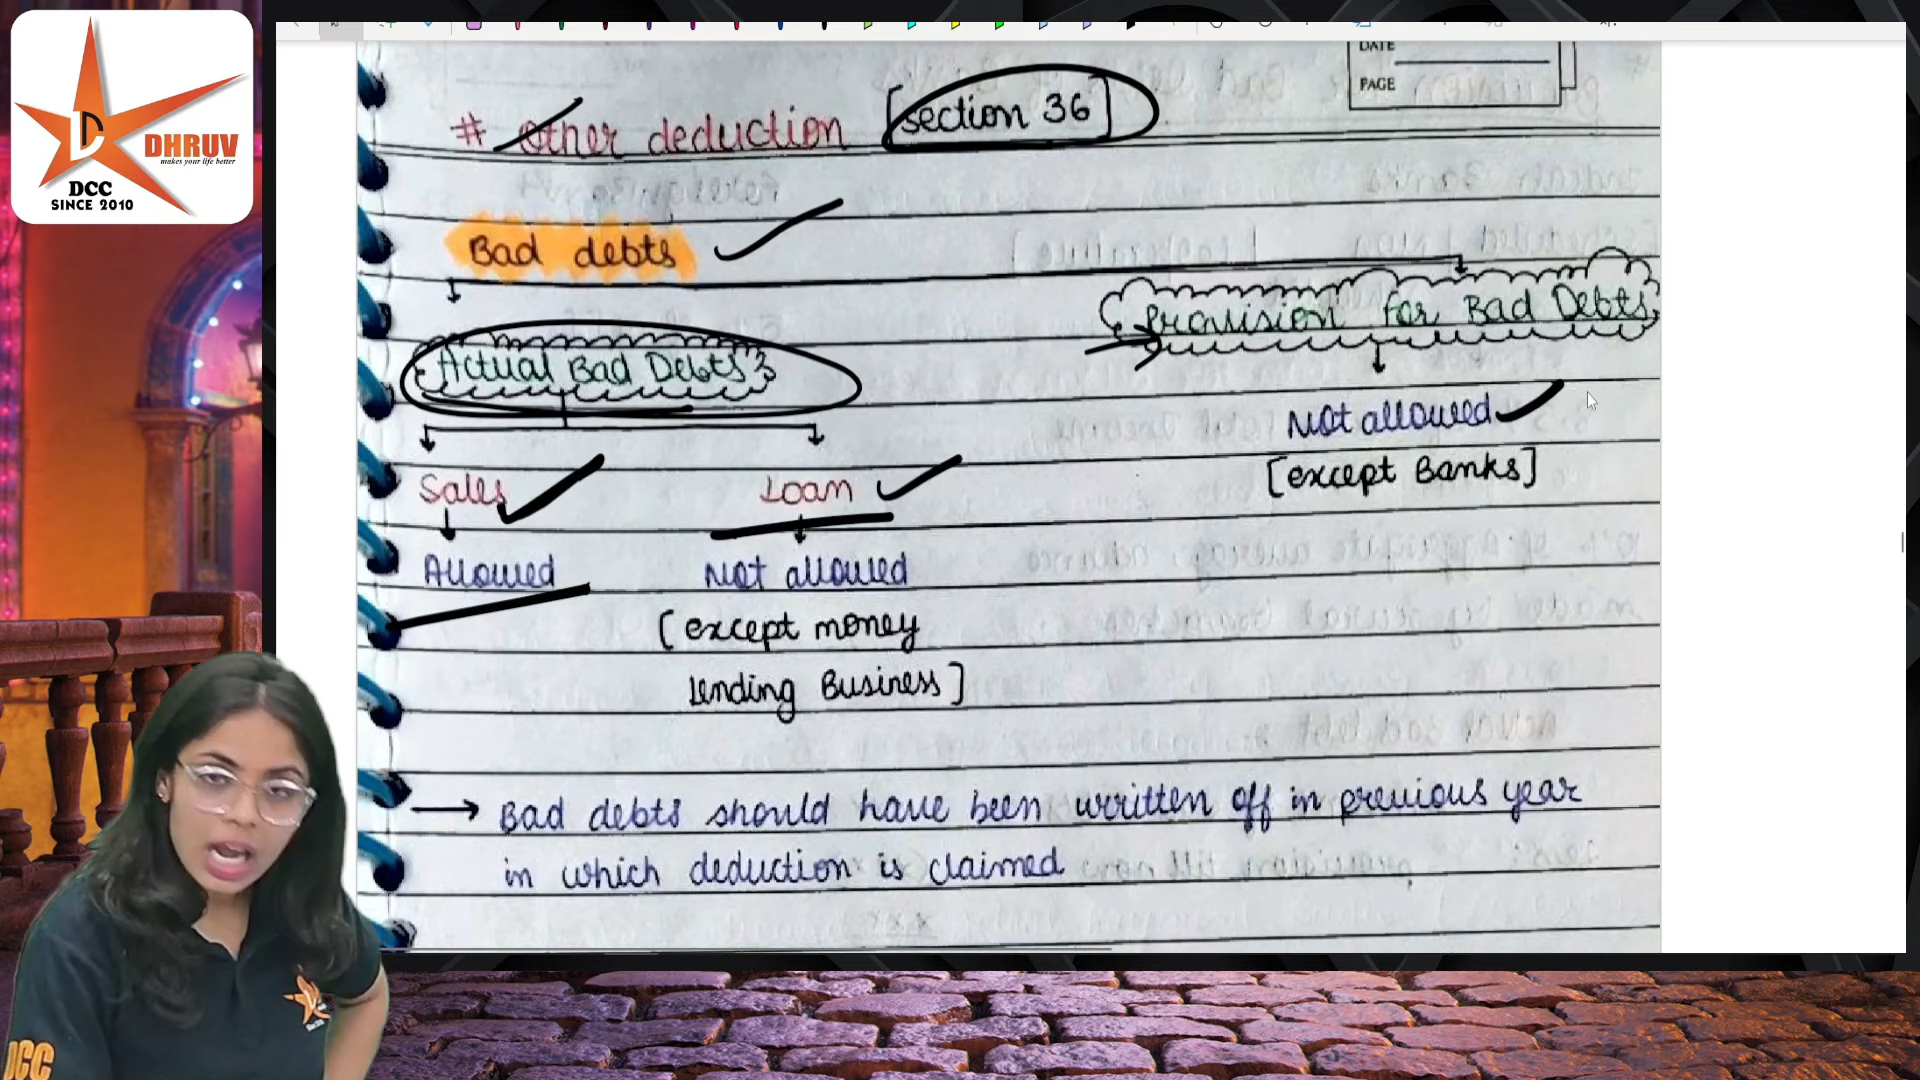 DC
DHRUV
makes your life better
DCC
SINCE 2010
DATE
PAGE
# Other deduction [section 36]
Bad debts
Provision for Bad Debts
Actual Bad Debts
Not allowed
[except Banks]
Sales
Loan
Allowed
Not allowed
[except money
lending Business]
→ Bad debts should have been written off in previous year
in which deduction is claimed
DCC